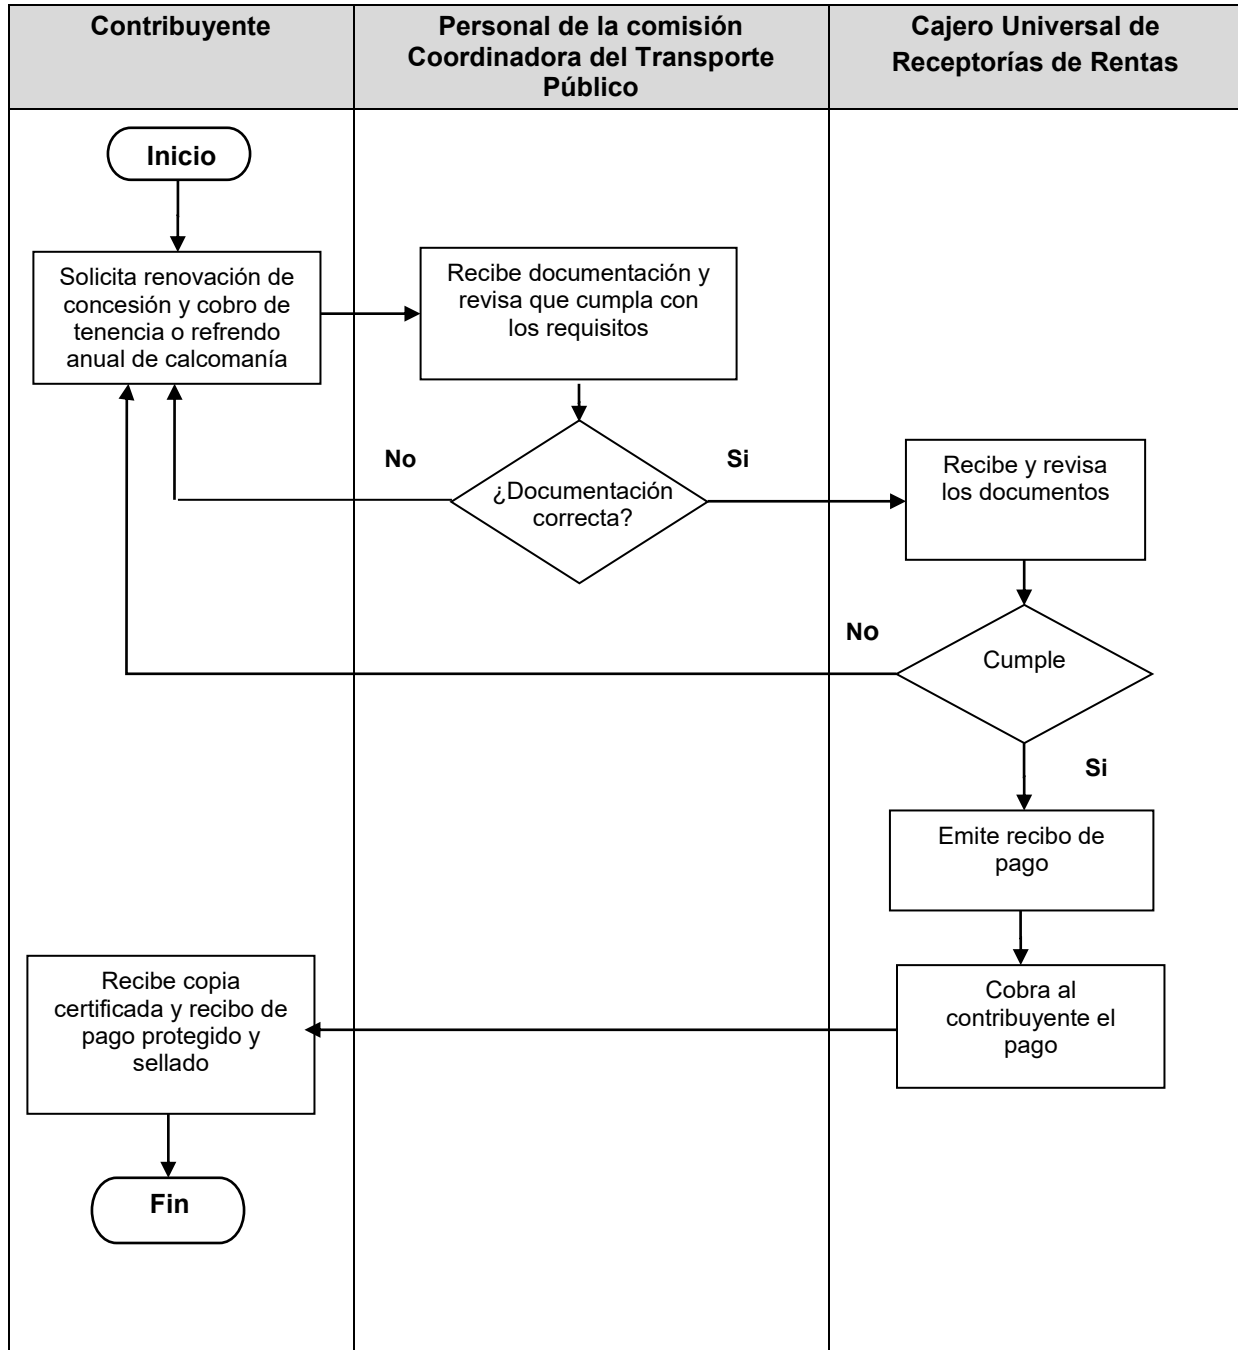 Contribuyente
Personal de la comisión
Coordinadora del Transporte
Público
Cajero Universal de
Receptorías de Rentas
Inicio
Solicita renovación de
concesión y cobro de
tenencia o refrendo
anual de calcomanía
Recibe documentación y
revisa que cumpla con
los requisitos
No
¿Documentación
correcta?
Si
Recibe y revisa
los documentos
No
Cumple
Si
Emite recibo de
pago
Cobra al
contribuyente el
pago
Recibe copia
certificada y recibo de
pago protegido y
sellado
Fin